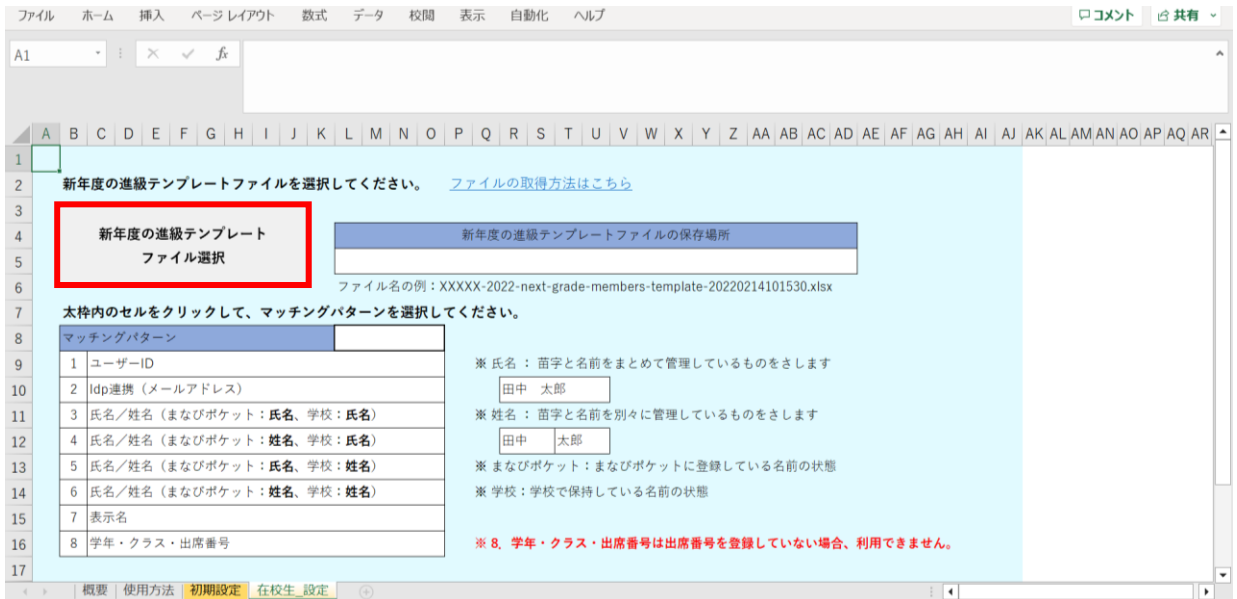 ファイル ホーム 挿入 ページ レイアウト 数式 データ 校閲 表示 自動化 ヘルプ コメント 共有
A1 fx
A B C D E F G H I J K L M N O P Q R S T U V W X Y Z AA AB AC AD AE AF AG AH AI AJ AK AL AM AN AO AP AQ AR
1
2 新年度の進級テンプレートファイルを選択してください。 ファイルの取得方法はこちら
3
4 新年度の進級テンプレート 新年度の進級テンプレートファイルの保存場所
5 ファイル選択
6 ファイル名の例：XXXXX-2022-next-grade-members-template-20220214101530.xlsx
7 太枠内のセルをクリックして、マッチングパターンを選択してください。
8 マッチングパターン
9 1 ユーザーID ※ 氏名 ： 苗字と名前をまとめて管理しているものをさします
10 2 Idp連携（メールアドレス） 田中 太郎
11 3 氏名／姓名（まなびポケット：氏名、学校：氏名） ※ 姓名 ： 苗字と名前を別々に管理しているものをさします
12 4 氏名／姓名（まなびポケット：姓名、学校：氏名） 田中 太郎
13 5 氏名／姓名（まなびポケット：氏名、学校：姓名） ※ まなびポケット：まなびポケットに登録している名前の状態
14 6 氏名／姓名（まなびポケット：姓名、学校：姓名） ※ 学校：学校で保持している名前の状態
15 7 表示名
16 8 学年・クラス・出席番号 ※ 8．学年・クラス・出席番号は出席番号を登録していない場合、利用できません。
17
概要 使用方法 初期設定 在校生_設定